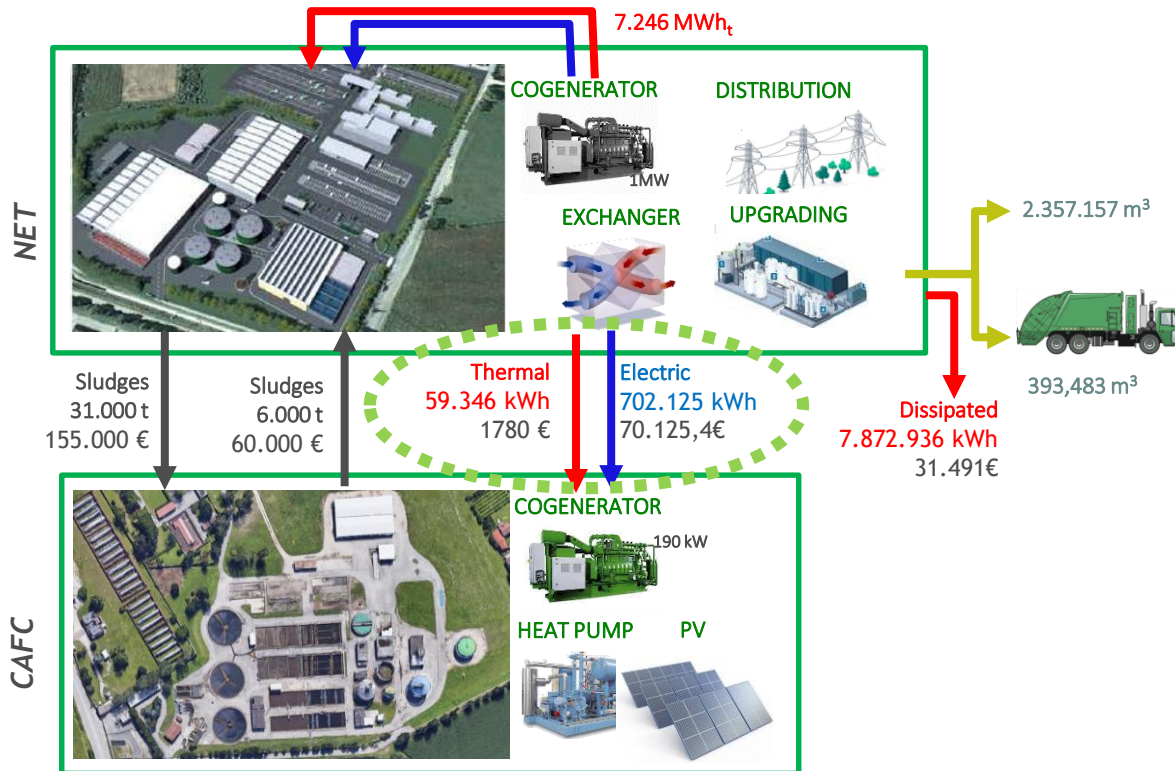 7.246 MWht
COGENERATOR
DISTRIBUTION
1MW
EXCHANGER
UPGRADING
NET
2.357.157 m³
393,483 m³
Sludges
31.000 t
155.000 €
Sludges
6.000 t
60.000 €
Thermal
59.346 kWh
1780 €
Electric
702.125 kWh
70.125,4€
Dissipated
7.872.936 kWh
31.491€
COGENERATOR
190 kW
HEAT PUMP
PV
CAFC